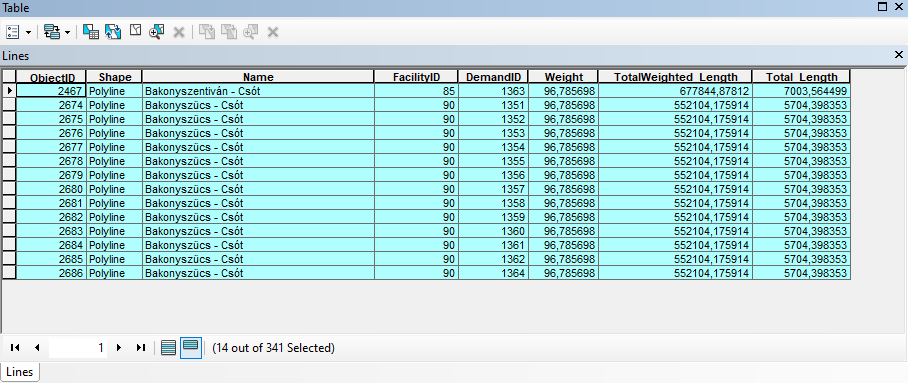 Table
Lines
ObjectID Shape Name FacilityID DemandID Weight TotalWeighted_Length Total_Length
2467 Polyline Bakonyszentiván - Csót 85 1363 96,785698 677844,87812 7003,564499
2674 Polyline Bakonyszücs - Csót 90 1351 96,785698 552104,175914 5704,398353
2675 Polyline Bakonyszücs - Csót 90 1352 96,785698 552104,175914 5704,398353
2676 Polyline Bakonyszücs - Csót 90 1353 96,785698 552104,175914 5704,398353
2677 Polyline Bakonyszücs - Csót 90 1354 96,785698 552104,175914 5704,398353
2678 Polyline Bakonyszücs - Csót 90 1355 96,785698 552104,175914 5704,398353
2679 Polyline Bakonyszücs - Csót 90 1356 96,785698 552104,175914 5704,398353
2680 Polyline Bakonyszücs - Csót 90 1357 96,785698 552104,175914 5704,398353
2681 Polyline Bakonyszücs - Csót 90 1358 96,785698 552104,175914 5704,398353
2682 Polyline Bakonyszücs - Csót 90 1359 96,785698 552104,175914 5704,398353
2683 Polyline Bakonyszücs - Csót 90 1360 96,785698 552104,175914 5704,398353
2684 Polyline Bakonyszücs - Csót 90 1361 96,785698 552104,175914 5704,398353
2685 Polyline Bakonyszücs - Csót 90 1362 96,785698 552104,175914 5704,398353
2686 Polyline Bakonyszücs - Csót 90 1364 96,785698 552104,175914 5704,398353
1 (14 out of 341 Selected)
Lines